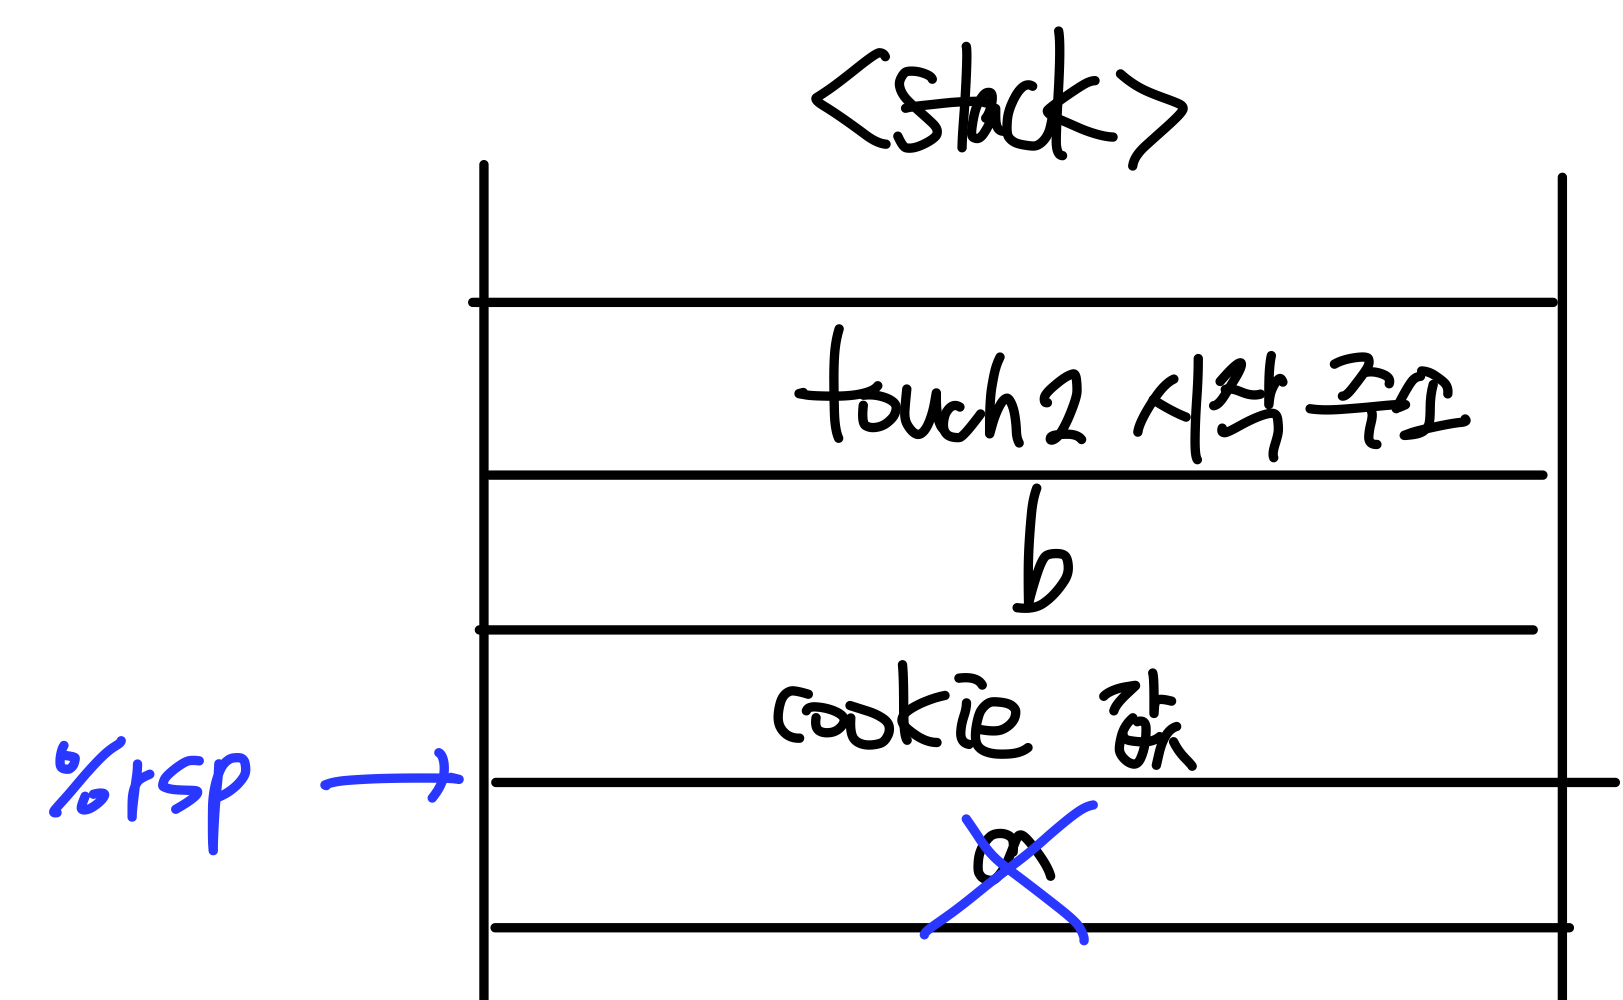 <stack>
touch2 시작 주소
b
cookie 값
%rsp →
a